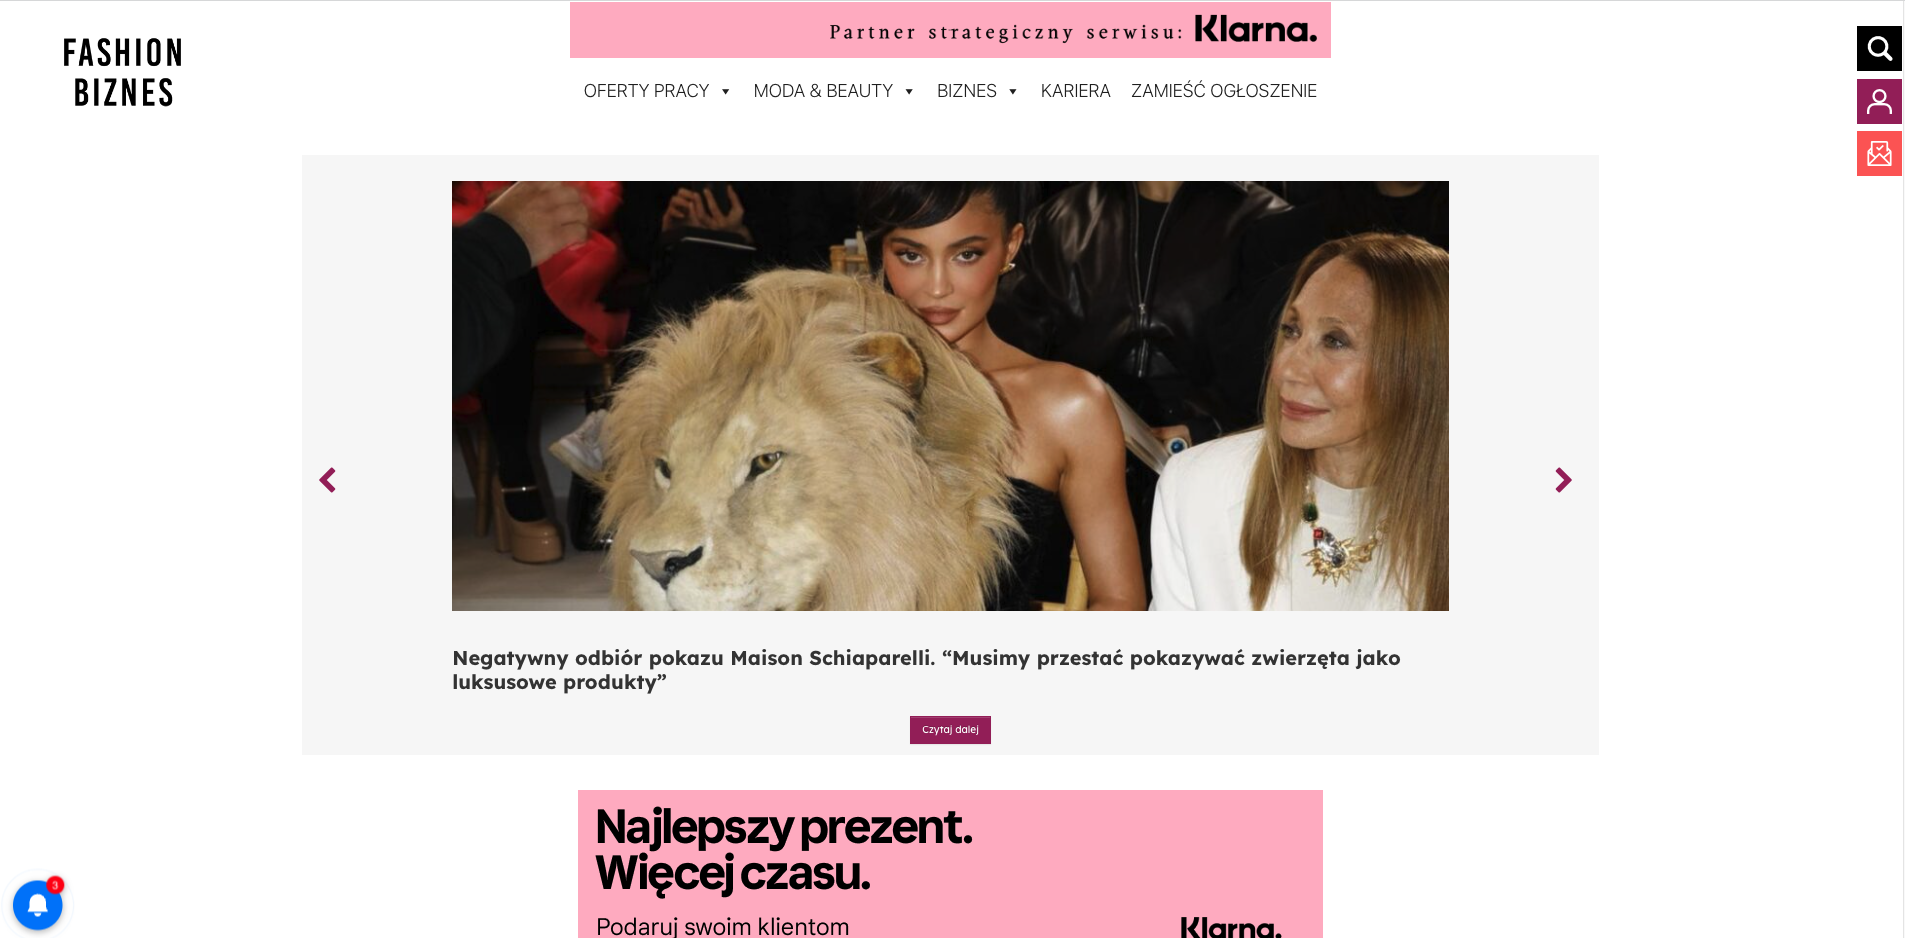 Partner strategiczny serwisu: Klarna.
FASHION
BIZNES
OFERTY PRACY MODA & BEAUTY BIZNES KARIERA ZAMIEŚĆ OGŁOSZENIE
Negatywny odbiór pokazu Maison Schiaparelli. “Musimy przestać pokazywać zwierzęta jako
luksusowe produkty”
Czytaj dalej
Najlepszy prezent.
Więcej czasu.
Podaruj swoim klientom
Klarna.
3